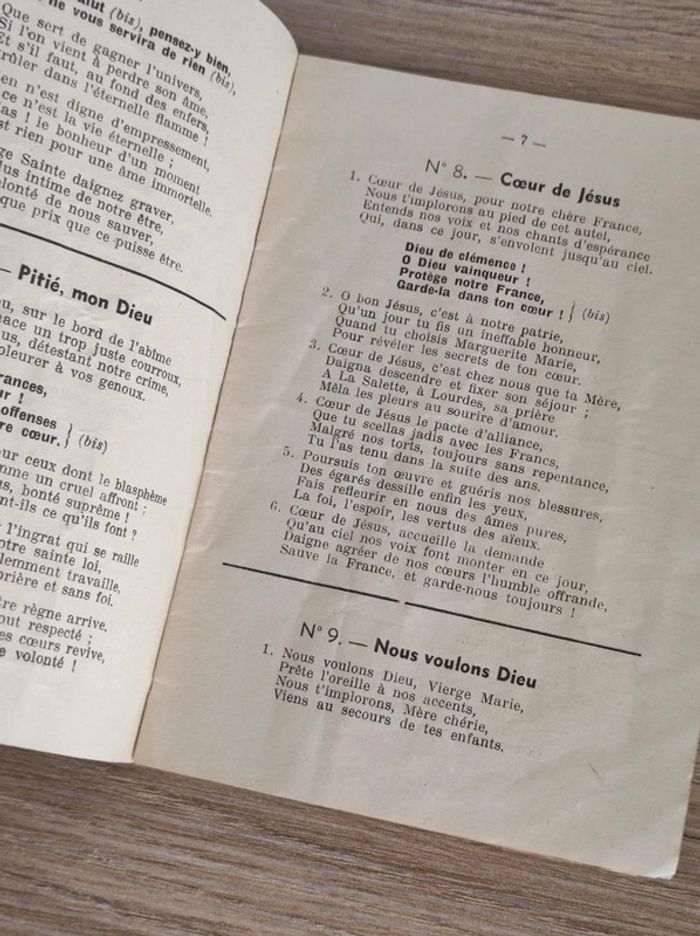 alut (bis), pensez-y bien,
ne vous servira de rien (bis),
Que sert de gagner l'univers,
Si l'on vient à perdre son âme,
Et s'il faut, au fond des enfers,
rûler dans l'éternelle flamme !
en n'est digne d'empressement,
ce n'est la vie éternelle ;
as ! le bonheur d'un moment
st rien pour une âme immortelle.
ge Sainte daignez graver,
lus intime de notre être,
olonté de nous sauver,
que prix que ce puisse être.
— Pitié, mon Dieu
u, sur le bord de l'abîme
ace un trop juste courroux,
us, détestant notre crime,
pleurer à vos genoux.
rances,
ur !
offenses
re cœur. } (bis)
ur ceux dont le blasphème
mme un cruel affront ;
s, bonté suprême !
nt-ils ce qu'ils font ?
l'ingrat qui se raille
otre sainte loi,
lemment travaille,
rière et sans foi.
tre règne arrive.
out respecté ;
es cœurs revive,
e volonté !
— 7 —
N° 8. — Cœur de Jésus
1. Cœur de Jésus, pour notre chère France,
Nous t'implorons au pied de cet autel,
Entends nos voix et nos chants d'espérance
Qui, dans ce jour, s'envolent jusqu'au ciel.
Dieu de clémence !
O Dieu vainqueur !
Protège notre France,
Garde-la dans ton cœur ! } (bis)
2. O bon Jésus, c'est à notre patrie,
Qu'un jour tu fis un ineffable honneur,
Quand tu choisis Marguerite Marie,
Pour révéler les secrets de ton cœur.
3. Cœur de Jésus, c'est chez nous que ta Mère,
Daigna descendre et fixer son séjour ;
A La Salette, à Lourdes, sa prière
Mêla les pleurs au sourire d'amour.
4. Cœur de Jésus le pacte d'alliance,
Que tu scellas jadis avec les Francs,
Malgré nos torts, toujours sans repentance,
Tu l'as tenu dans la suite des ans.
5. Poursuis ton œuvre et guéris nos blessures,
Des égarés dessille enfin les yeux,
Fais refleurir en nous des âmes pures,
La foi, l'espoir, les vertus des aïeux.
6. Cœur de Jésus, accueille la demande
Qu'au ciel nos voix font monter en ce jour,
Daigne agréer de nos cœurs l'humble offrande,
Sauve la France, et garde-nous toujours !
N° 9. — Nous voulons Dieu
1. Nous voulons Dieu, Vierge Marie,
Prête l'oreille à nos accents,
Nous t'implorons, Mère chérie,
Viens au secours de tes enfants.